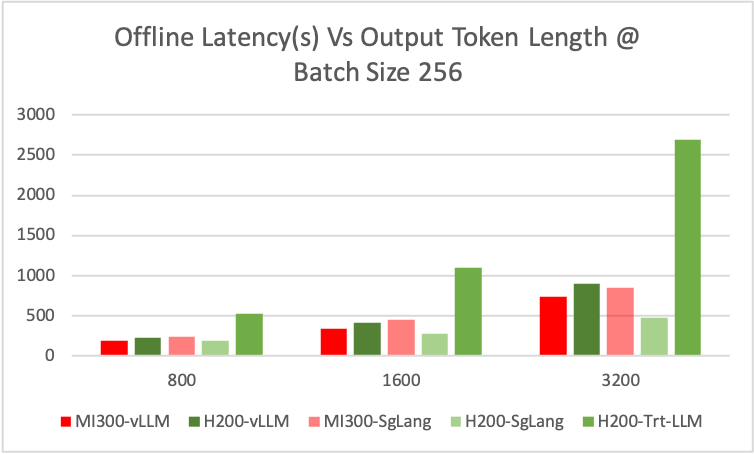 Offline Latency(s) Vs Output Token Length @
Batch Size 256
3000
2500
2000
1500
1000
500
0
800 1600 3200
MI300-vLLM H200-vLLM MI300-SgLang H200-SgLang H200-Trt-LLM